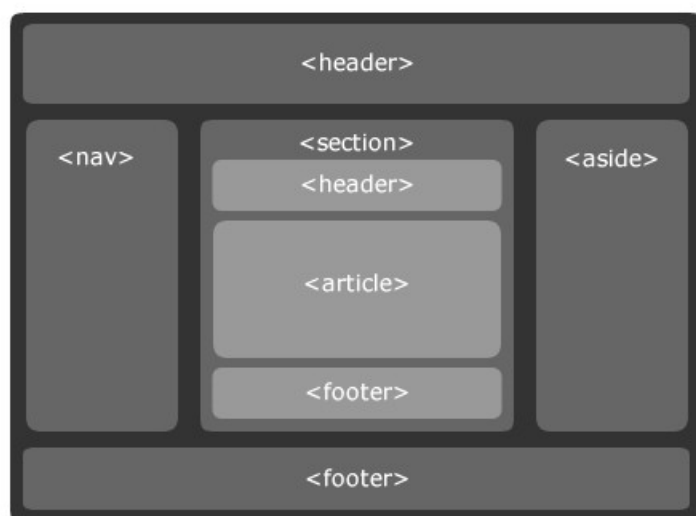 <header>
<nav>
<section>
<header>
<article>
<footer>
<aside>
<footer>